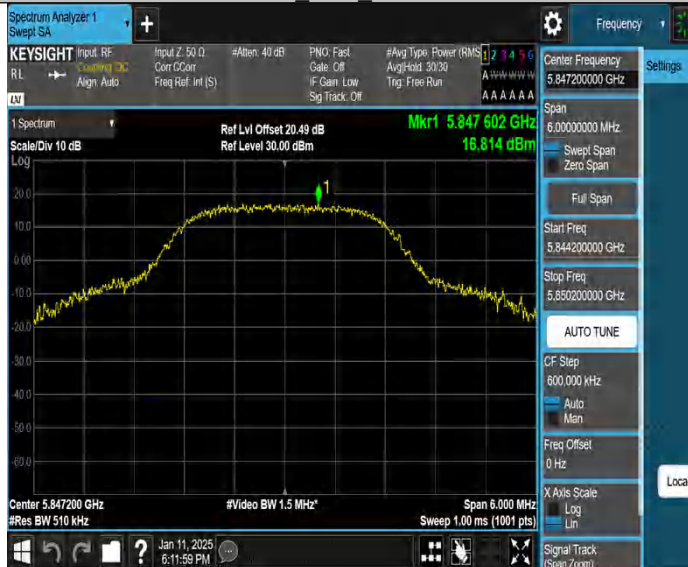 Spectrum Analyzer 1
Swept SA
Frequency
KEYSIGHT
RL
Input: RF
Coupling: DC
Align: Auto
Input Z: 50 Ω
Corr CCorr
Freq Ref: Int (S)
#Atten: 40 dB
PNO: Fast
Gate: Off
IF Gain: Low
Sig Track: Off
#Avg Type: Power (RMS)
Avg|Hold: 30/30
Trig: Free Run
1 2 3 4 5 6
A W W W W W
A A A A A A
LXI
1 Spectrum
Scale/Div 10 dB
Log
Ref Lvl Offset 20.49 dB
Ref Level 30.00 dBm
Mkr1 5.847 602 GHz
16.814 dBm
1
20.0
10.0
0.00
-10.0
-20.0
-30.0
-40.0
-50.0
-60.0
Center 5.847200 GHz
#Res BW 510 kHz
#Video BW 1.5 MHz*
Span 6.000 MHz
Sweep 1.00 ms (1001 pts)
Jan 11, 2025
6:11:59 PM
Center Frequency
5.847200000 GHz
Settings
Span
6.00000000 MHz
Swept Span
Zero Span
Full Span
Start Freq
5.844200000 GHz
Stop Freq
5.850200000 GHz
AUTO TUNE
CF Step
600.000 kHz
Auto
Man
Freq Offset
0 Hz
X Axis Scale
Log
Lin
Signal Track
(Span Zoom)
Loca